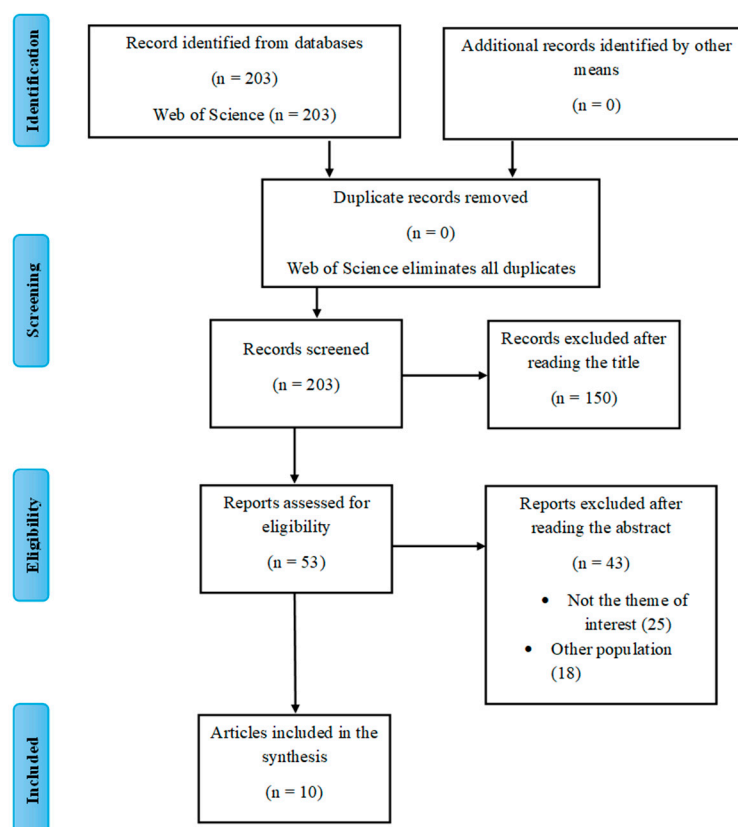 Identification
Record identified from databases
(n = 203)
Web of Science (n = 203)
Additional records identified by other
means
(n = 0)
Duplicate records removed
(n = 0)
Web of Science eliminates all duplicates
Screening
Records screened
(n = 203)
Records excluded after
reading the title
(n = 150)
Eligibility
Reports assessed for
eligibility
(n = 53)
Reports excluded after
reading the abstract
(n = 43)
• Not the theme of
interest (25)
• Other population
(18)
Included
Articles included in the
synthesis
(n = 10)